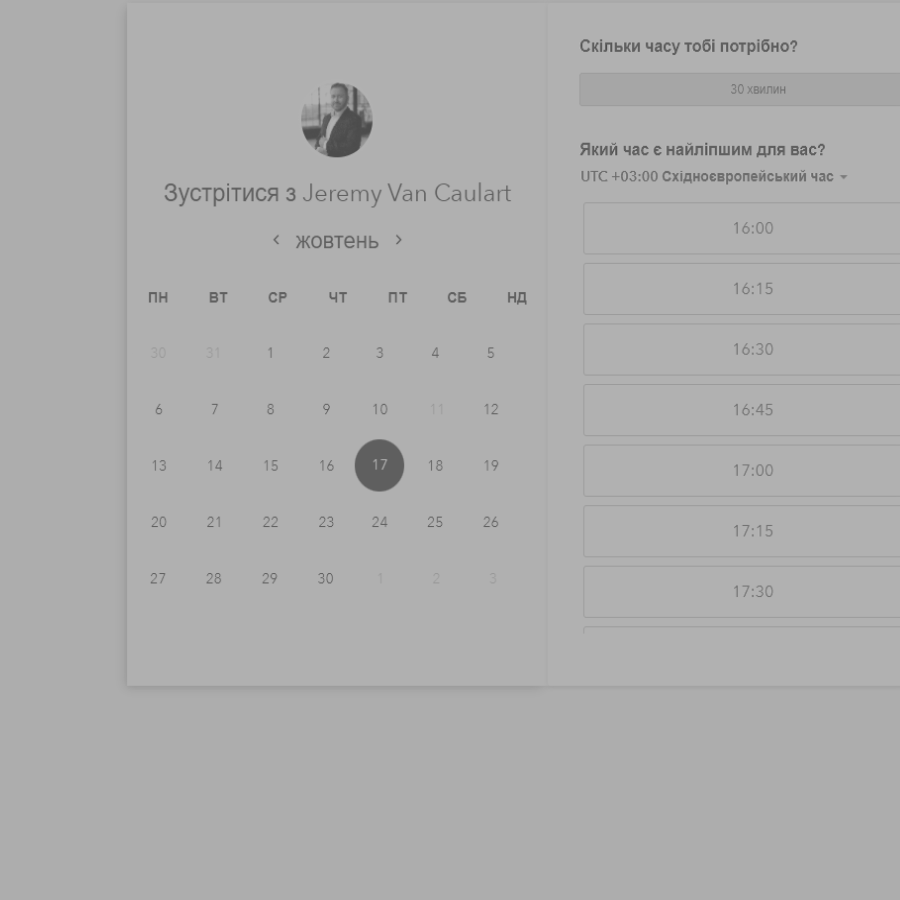 Зустрітися з Jeremy Van Caulart
жовтень
ПН ВТ СР ЧТ ПТ СБ НД
30 31 1 2 3 4 5
6 7 8 9 10 11 12
13 14 15 16 17 18 19
20 21 22 23 24 25 26
27 28 29 30 1 2 3
Скільки часу тобі потрібно?
30 хвилин
Який час є найліпшим для вас?
UTC +03:00 Східноєвропейський час
16:00
16:15
16:30
16:45
17:00
17:15
17:30